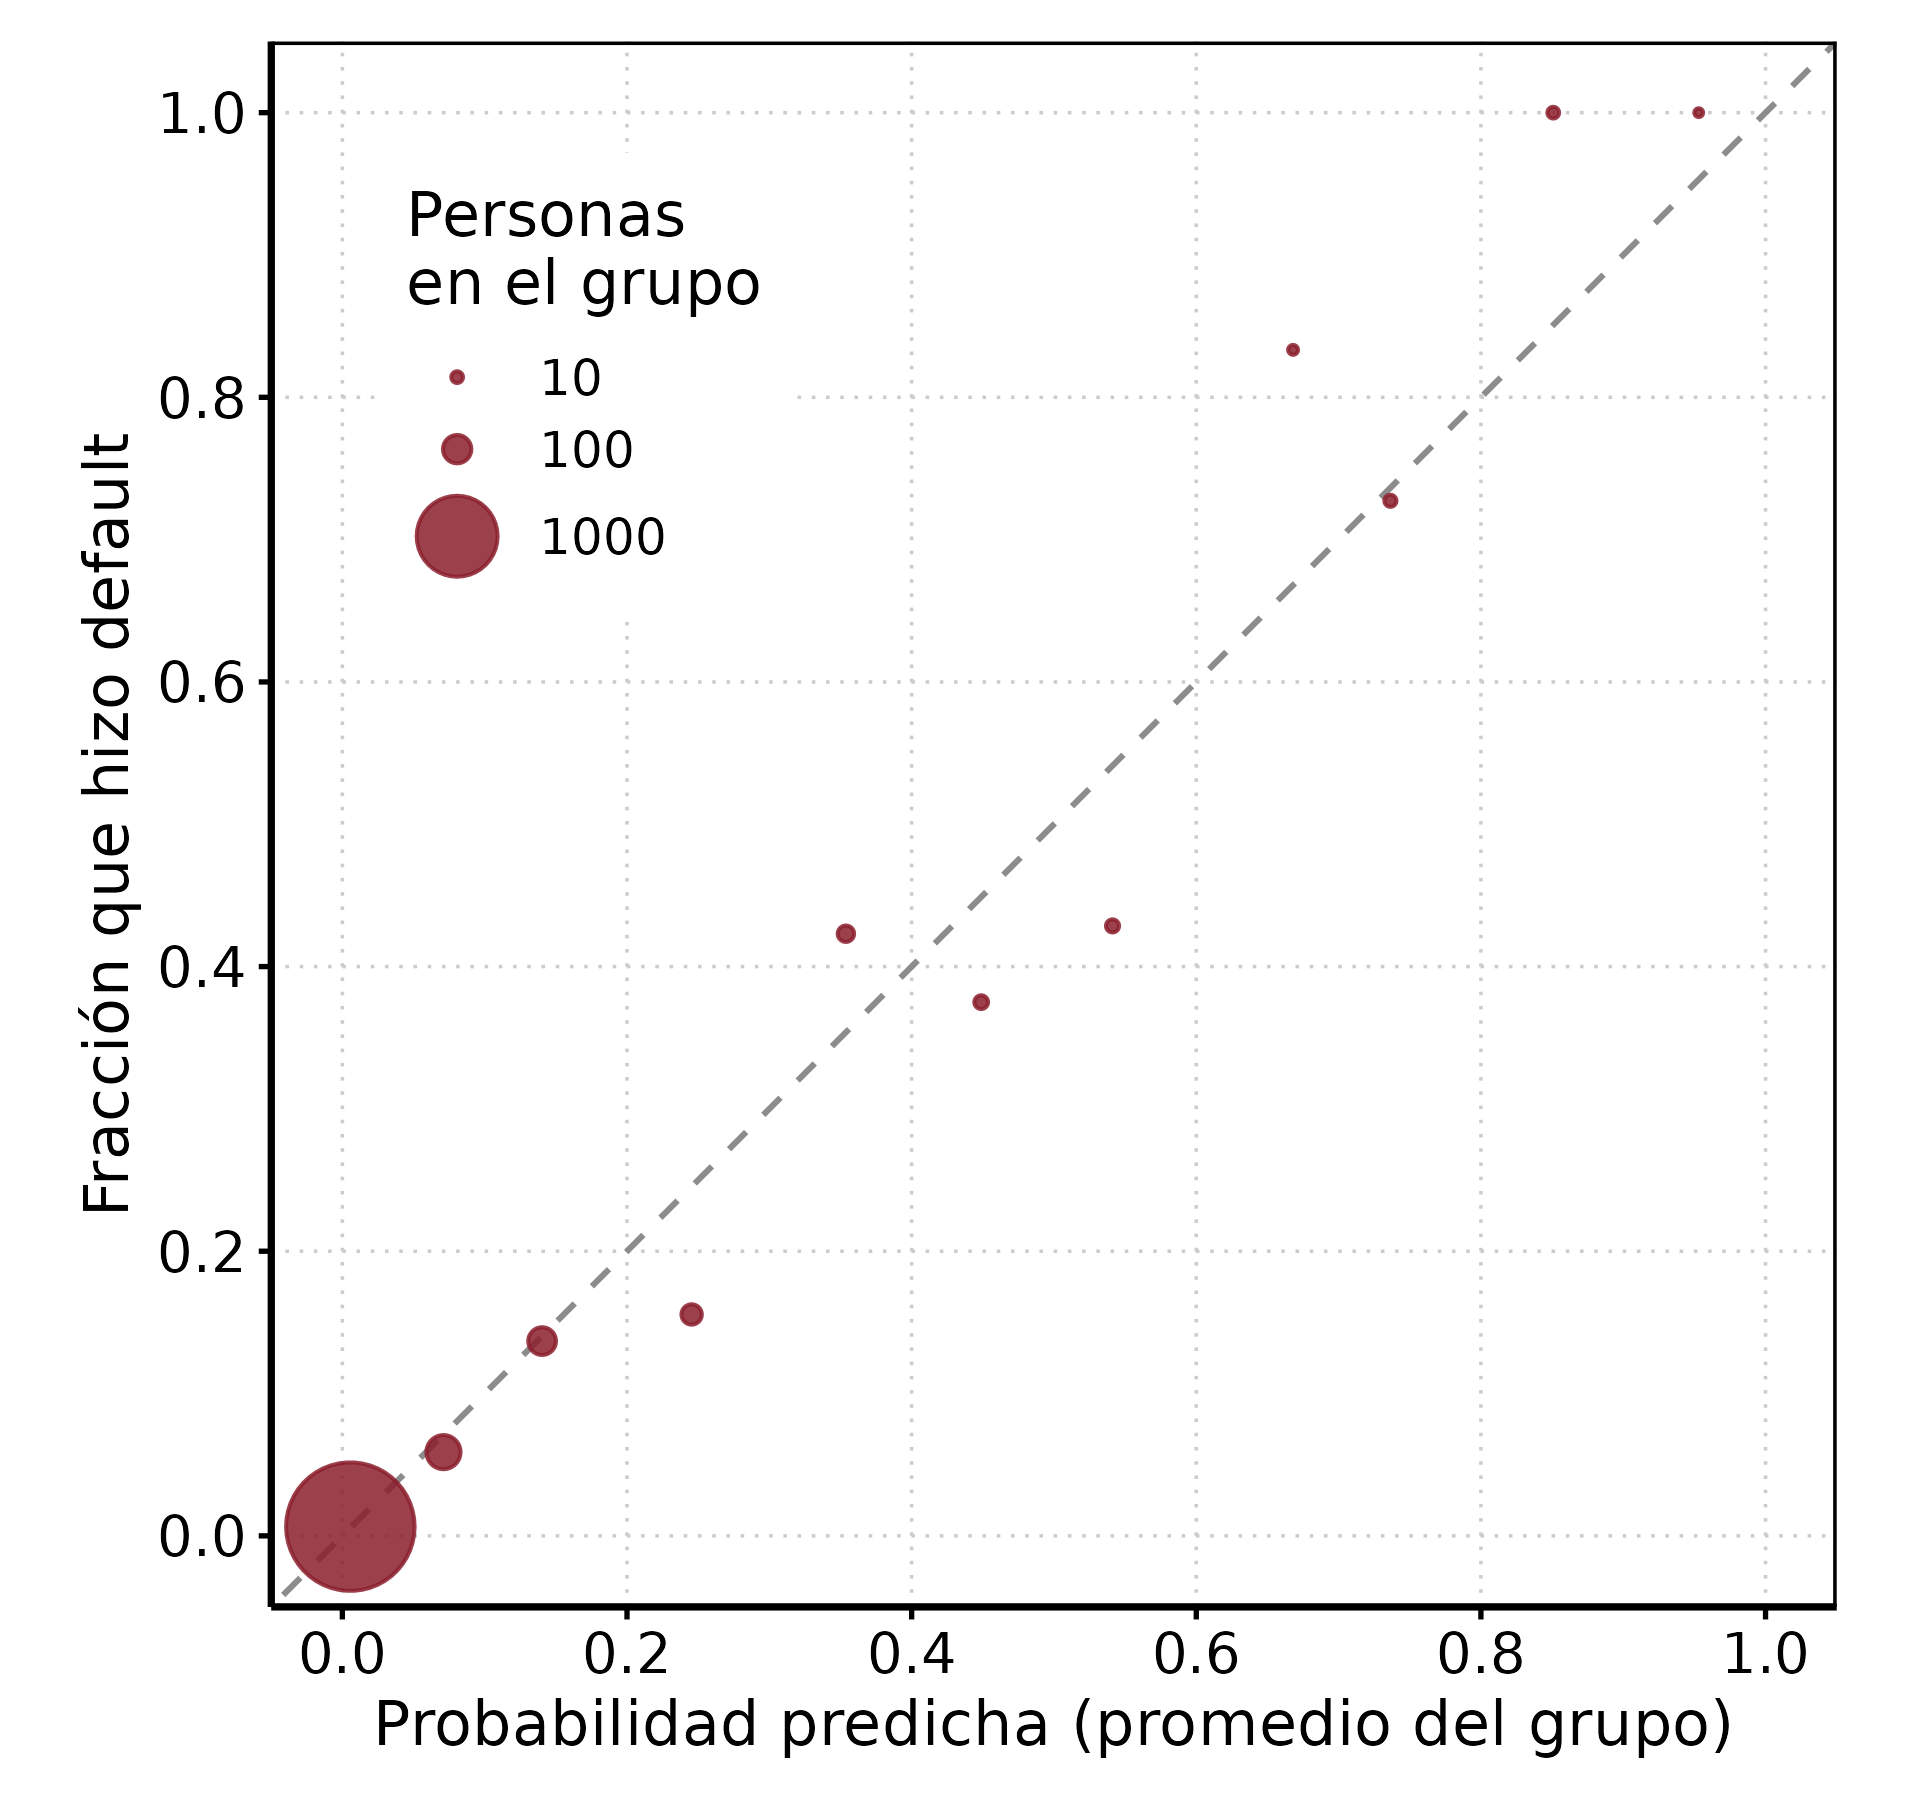 1.0
0.8
0.6
0.4
0.2
0.0
Fracción que hizo default
Personas
en el grupo
10
100
1000
0.0 0.2 0.4 0.6 0.8 1.0
Probabilidad predicha (promedio del grupo)